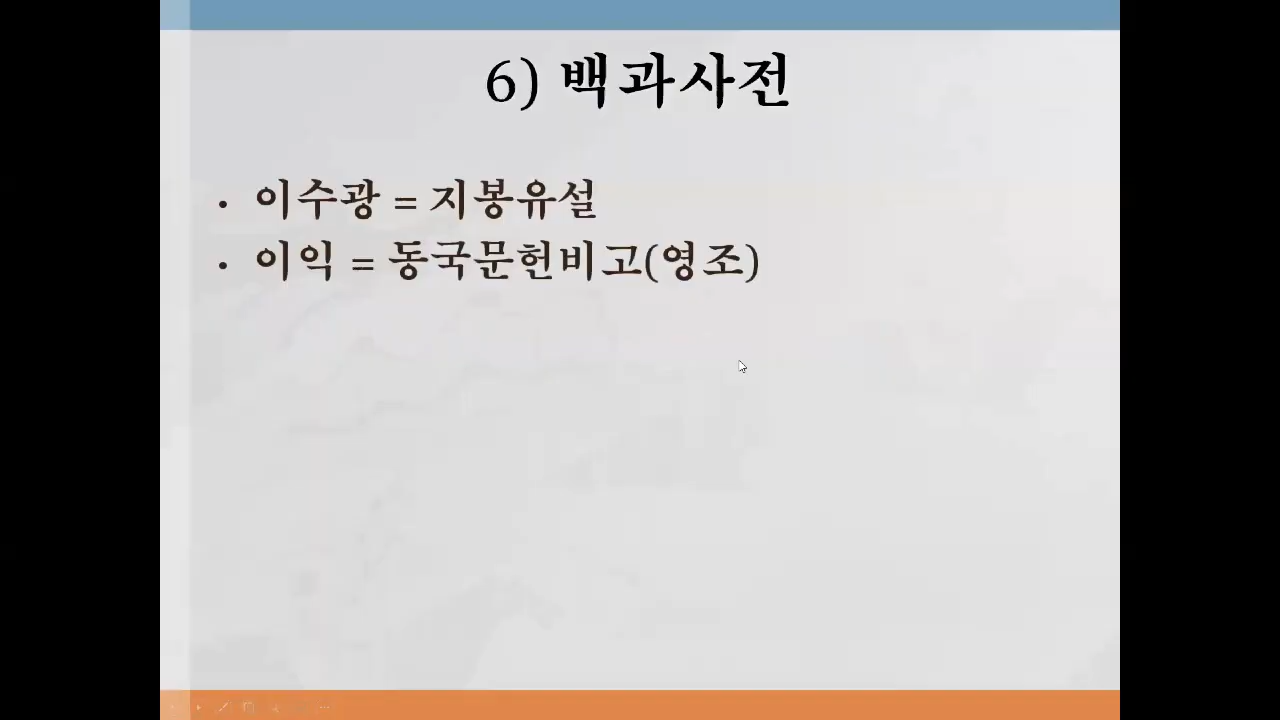 6) 백과사전
• 이수광 = 지봉유설
• 이익 = 동국문헌비고(영조)